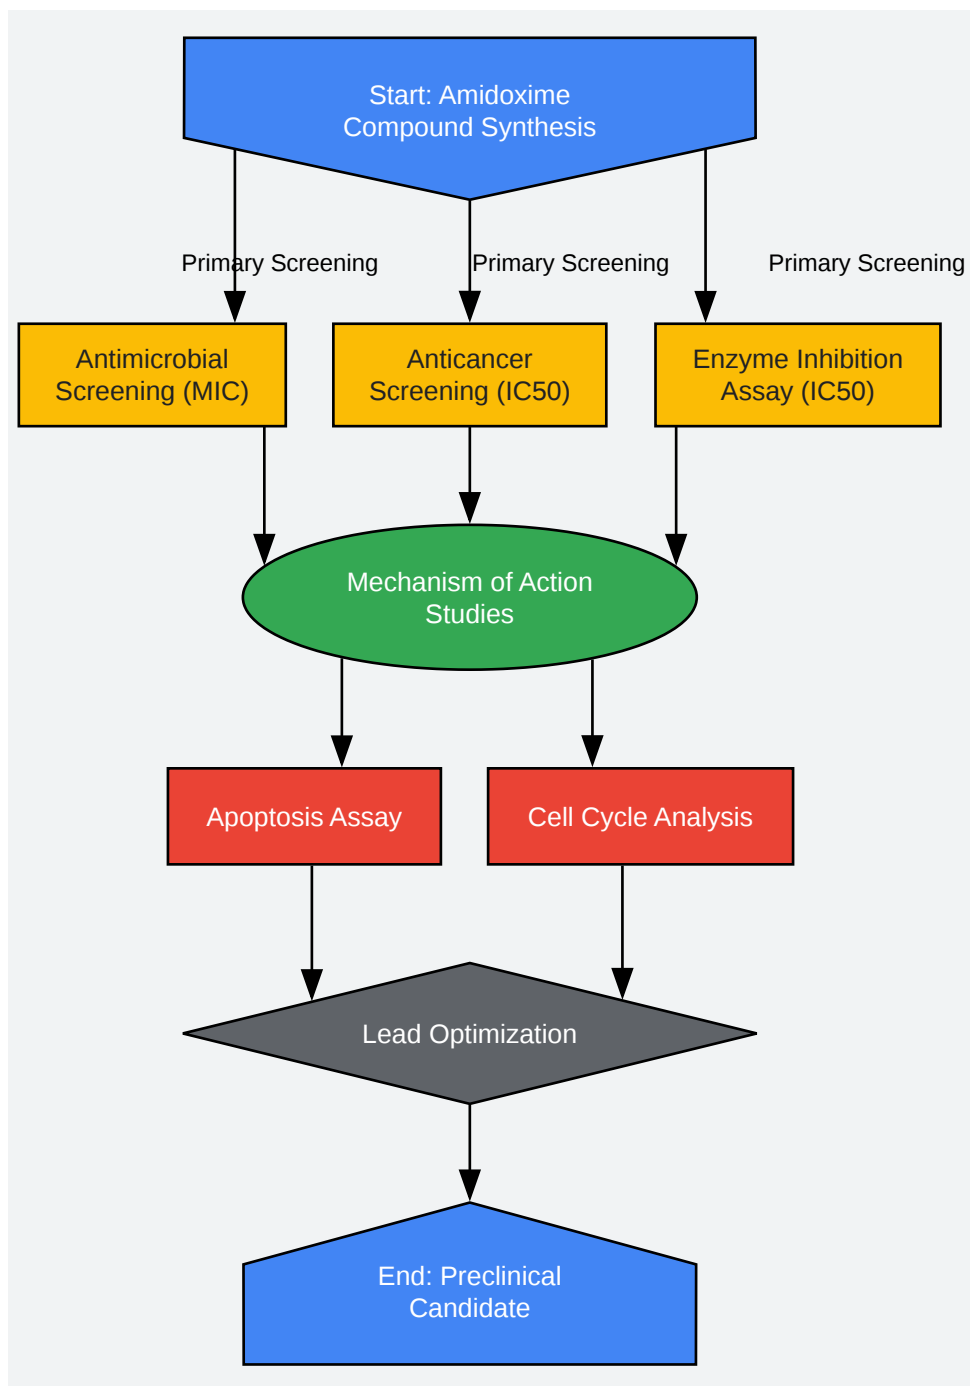 Start: Amidoxime
Compound Synthesis
Primary Screening
Primary Screening
Primary Screening
Antimicrobial
Screening (MIC)
Anticancer
Screening (IC50)
Enzyme Inhibition
Assay (IC50)
Mechanism of Action
Studies
Apoptosis Assay
Cell Cycle Analysis
Lead Optimization
End: Preclinical
Candidate